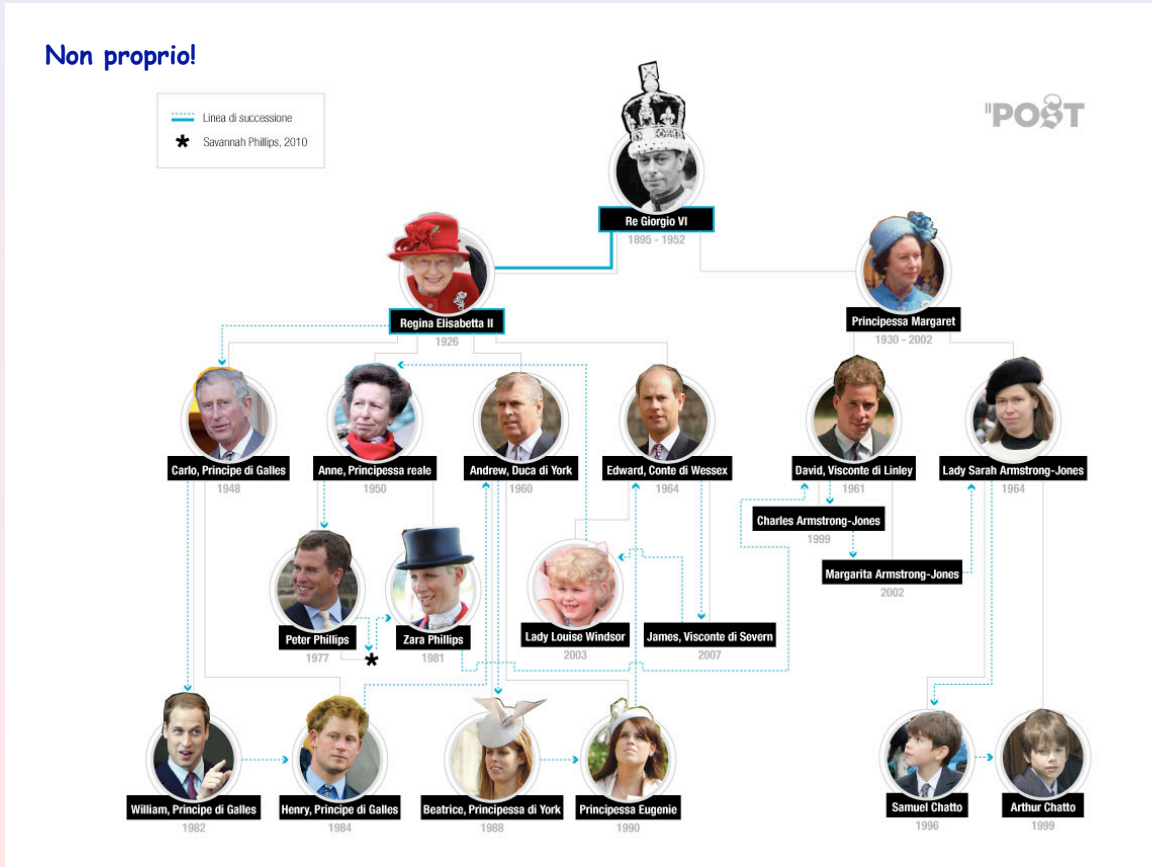 Non proprio!
Linea di successione
* Savannah Phillips, 2010
IL POST
Re Giorgio VI
1895 - 1952
Regina Elisabetta II
1926
Principessa Margaret
1930 - 2002
Carlo, Principe di Galles
1948
Anne, Principessa reale
1950
Andrew, Duca di York
1960
Edward, Conte di Wessex
1964
David, Visconte di Linley
1961
Lady Sarah Armstrong-Jones
1964
Charles Armstrong-Jones
1999
Margarita Armstrong-Jones
2002
Peter Phillips
1977
*
Zara Phillips
1981
Lady Louise Windsor
2003
James, Visconte di Severn
2007
William, Principe di Galles
1982
Henry, Principe di Galles
1984
Beatrice, Principessa di York
1988
Principessa Eugenie
1990
Samuel Chatto
1996
Arthur Chatto
1999